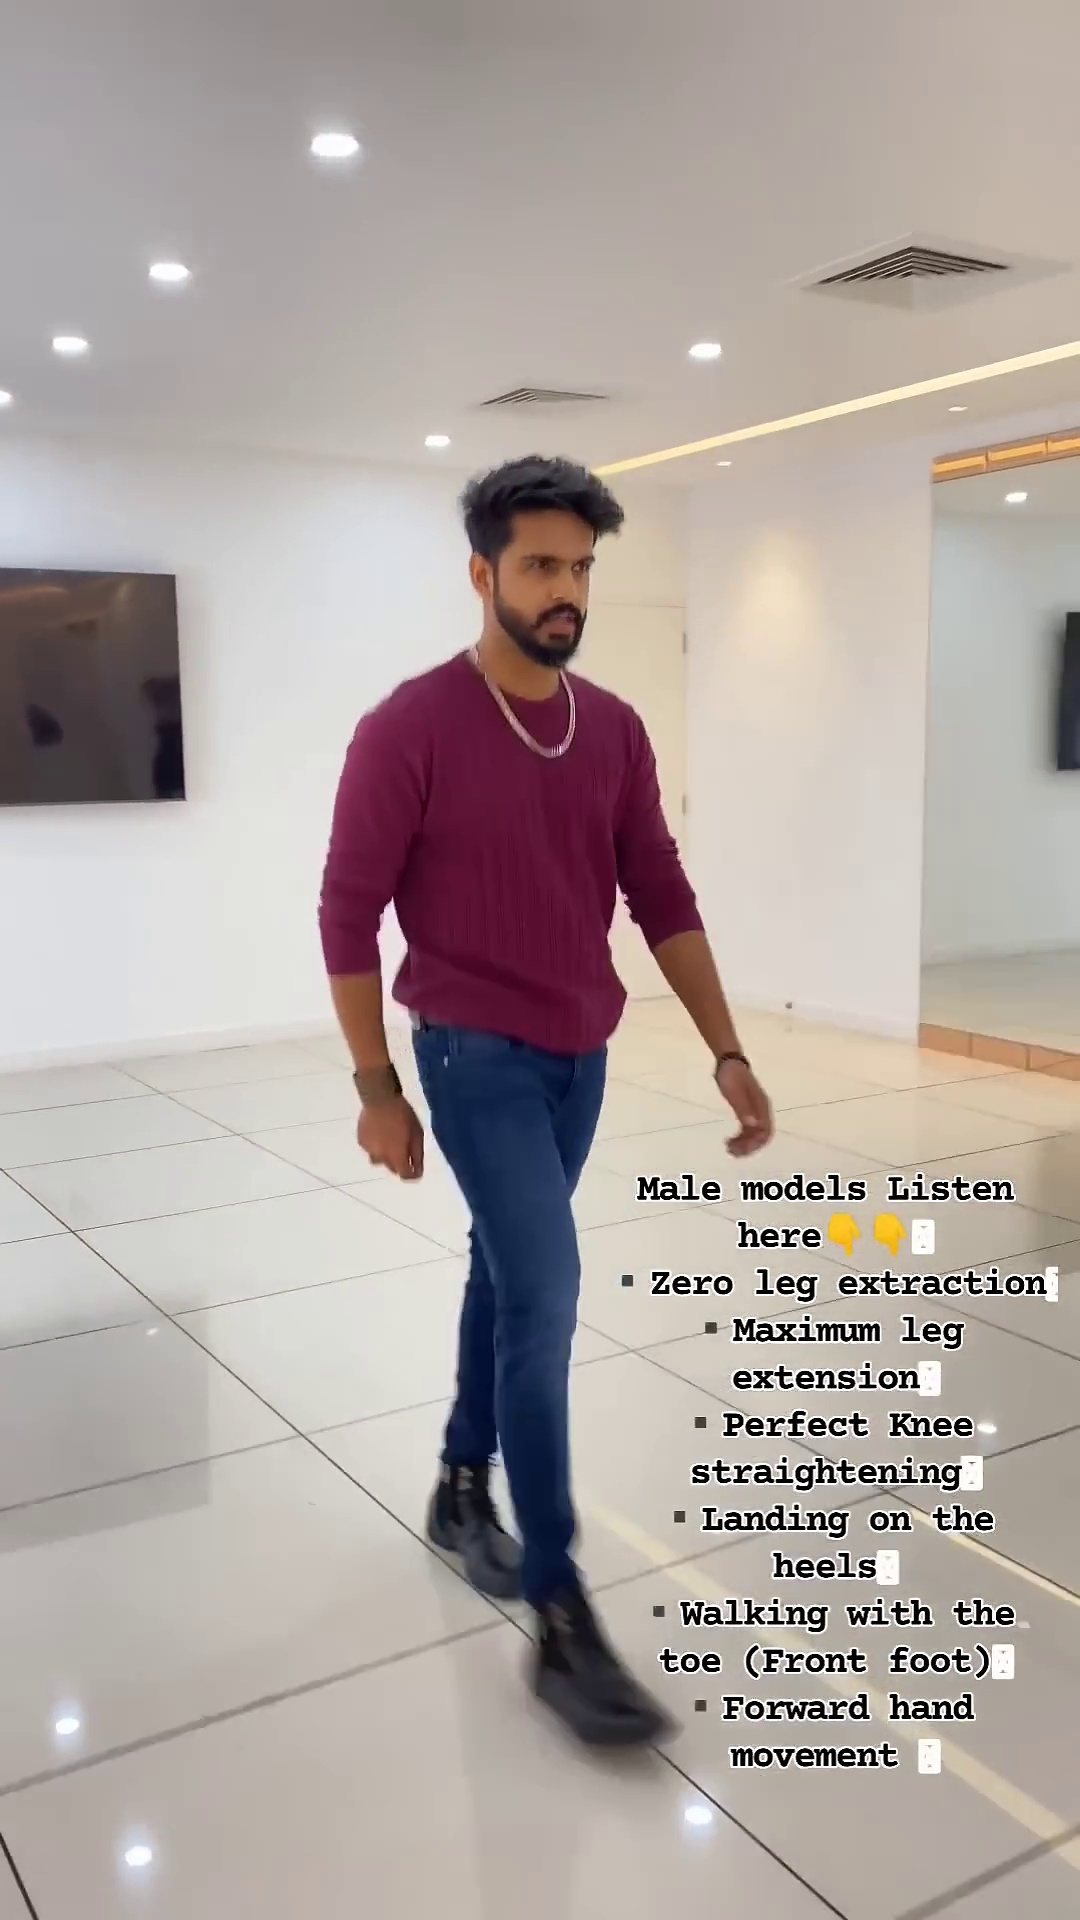 Male models Listen
here👇👇
▪ Zero leg extraction
▪ Maximum leg
extension
▪ Perfect Knee
straightening
▪ Landing on the
heels
▪ Walking with the
toe (Front foot)
▪ Forward hand
movement